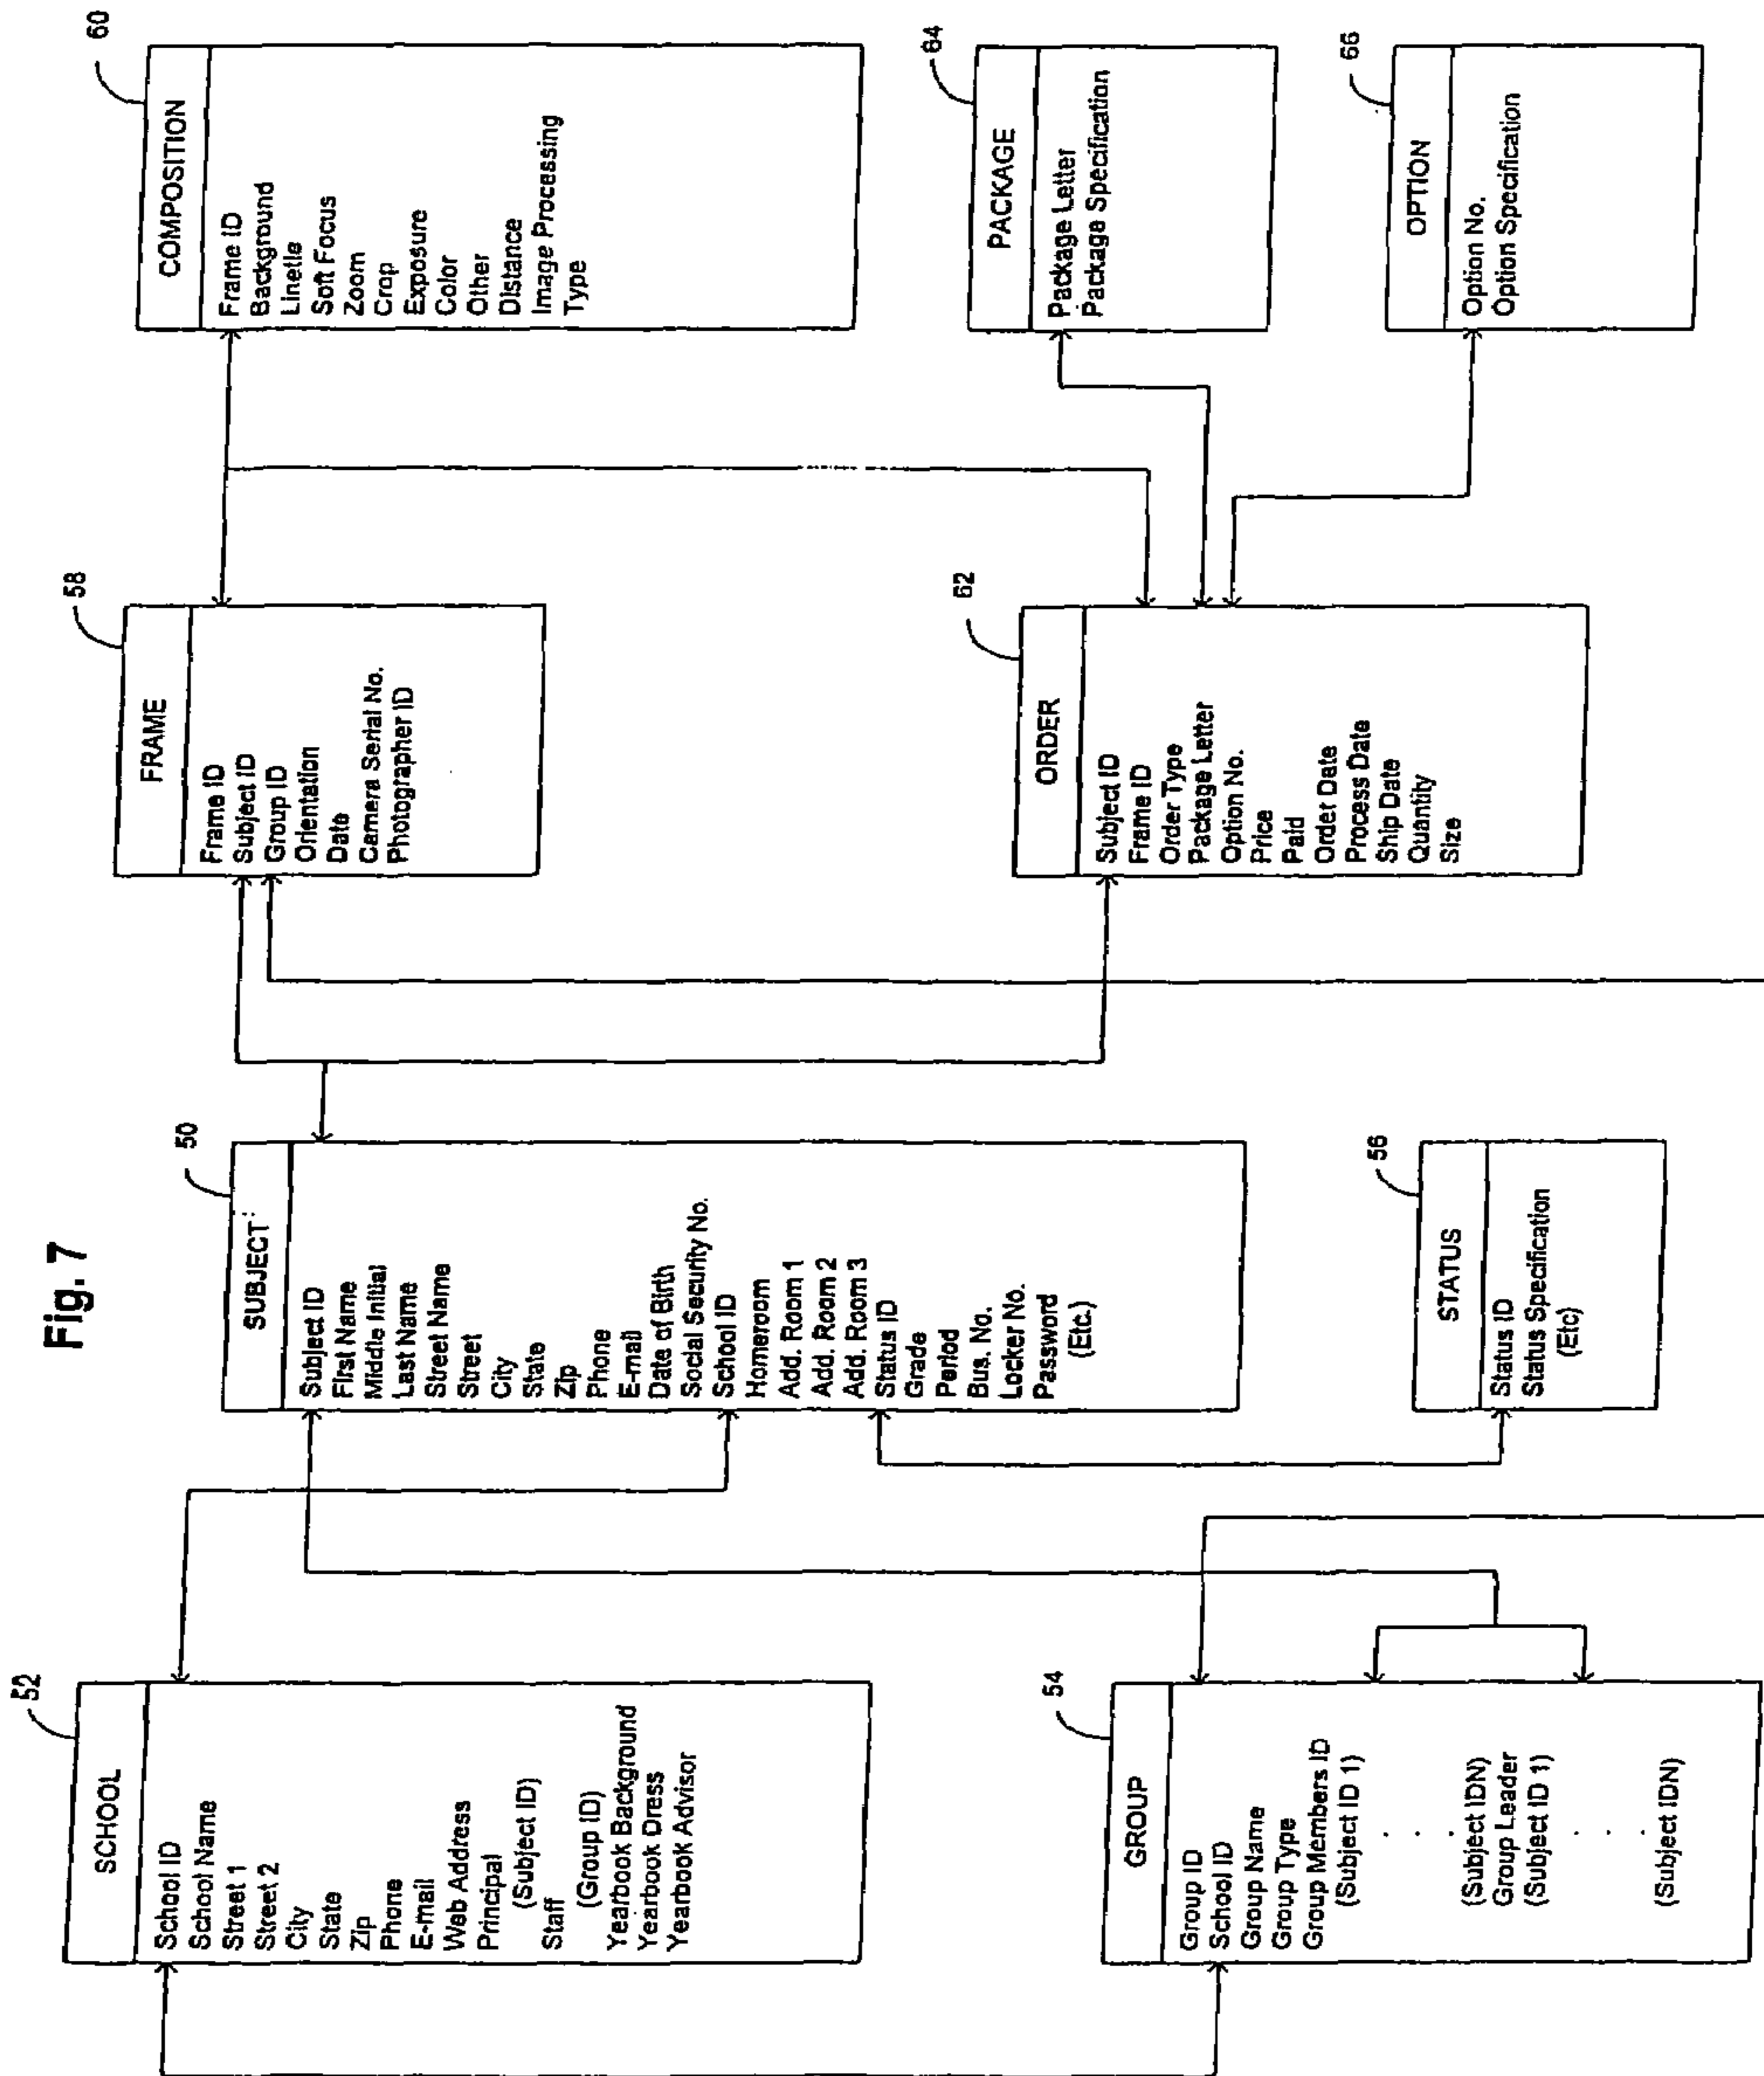 Fig. 7
52
SCHOOL
School ID
School Name
Street 1
Street 2
City
State
Zip
Phone
E-mail
Web Address
Principal
(Subject ID)
Staff
(Group ID)
Yearbook Background
Yearbook Dress
Yearbook Advisor
54
GROUP
Group ID
School ID
Group Name
Group Type
Group Members ID
(Subject ID 1)
.
.
.
(Subject IDN)
Group Leader
(Subject ID 1)
.
.
.
(Subject IDN)
50
SUBJECT
Subject ID
First Name
Middle Initial
Last Name
Street Name
Street
City
State
Zip
Phone
E-mail
Date of Birth
Social Security No.
School ID
Homeroom
Add. Room 1
Add. Room 2
Add. Room 3
Status ID
Grade
Period
Bus. No.
Locker No.
Password
(Etc.)
56
STATUS
Status ID
Status Specification
(Etc)
58
FRAME
Frame ID
Subject ID
Group ID
Orientation
Date
Camera Serial No.
Photographer ID
62
ORDER
Subject ID
Frame ID
Order Type
Package Letter
Option No.
Price
Paid
Order Date
Process Date
Ship Date
Quantity
Size
60
COMPOSITION
Frame ID
Background
Linetle
Soft Focus
Zoom
Crop
Exposure
Color
Other
Distance
Image Processing
Type
64
PACKAGE
Package Letter
Package Specification
66
OPTION
Option No.
Option Specification